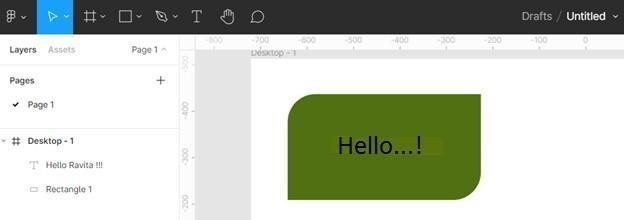 Drafts / Untitled
Layers Assets Page 1
-800 -700 -600 -500 -400 -300 -200 -100 0
Desktop - 1
-500
Pages
Page 1
-400
Desktop - 1
Hello...!
-300
Hello Ravita !!!
Rectangle 1
-200